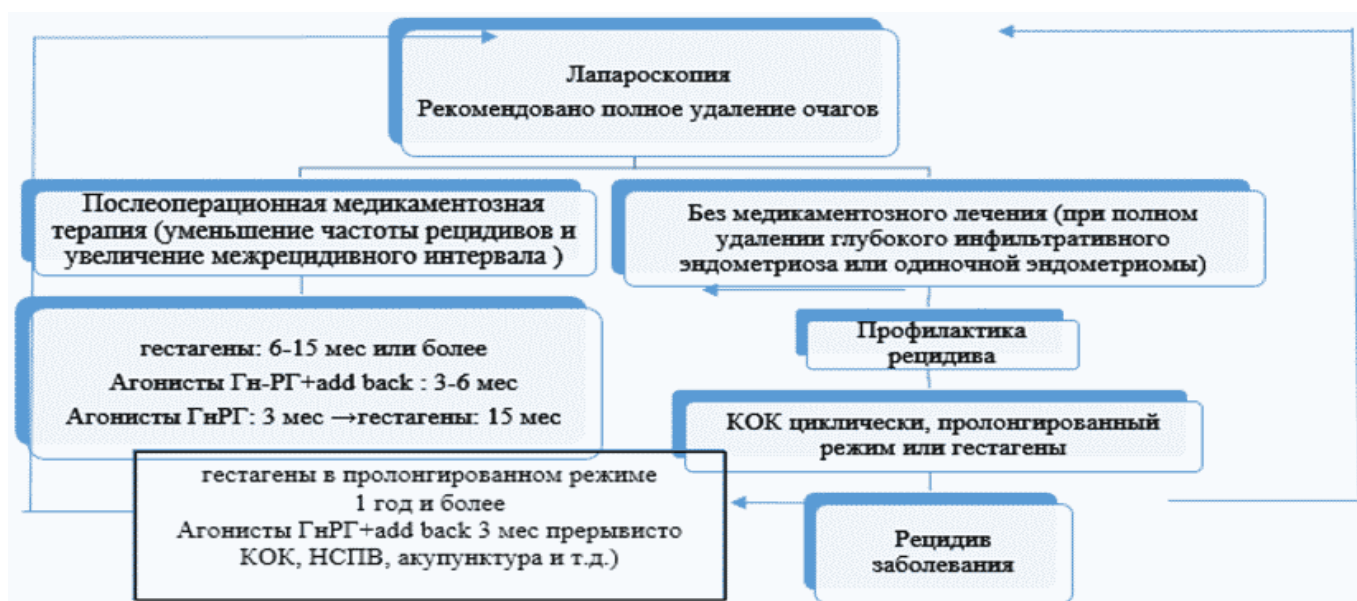 Лапароскопия
Рекомендовано полное удаление очагов
Послеоперационная медикаментозная
терапия (уменьшение частоты рецидивов и
увеличение межрецидивного интервала )
Без медикаментозного лечения (при полном
удалении глубокого инфильтративного
эндометриоза или одиночной эндометриомы)
гестагены: 6-15 мес или более
Агонисты Гн-РГ+add back : 3-6 мес
Агонисты ГнРГ: 3 мес →гестагены: 15 мес
Профилактика
рецидива
КОК циклически, пролонгированный
режим или гестагены
гестагены в пролонгированном режиме
1 год и более
Агонисты ГнРГ+add back 3 мес прерывисто
КОК, НСПВ, акупунктура и т.д.)
Рецидив
заболевания